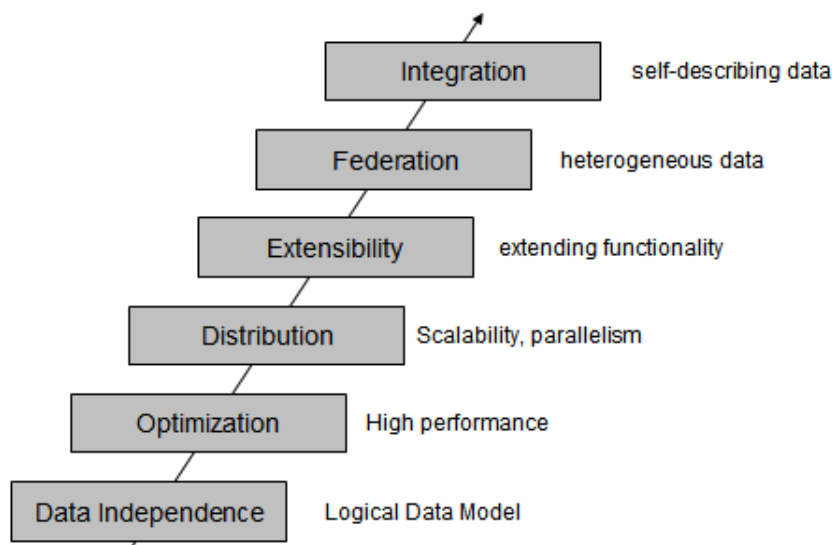 Integration self-describing data
Federation heterogeneous data
Extensibility extending functionality
Distribution Scalability, parallelism
Optimization High performance
Data Independence Logical Data Model